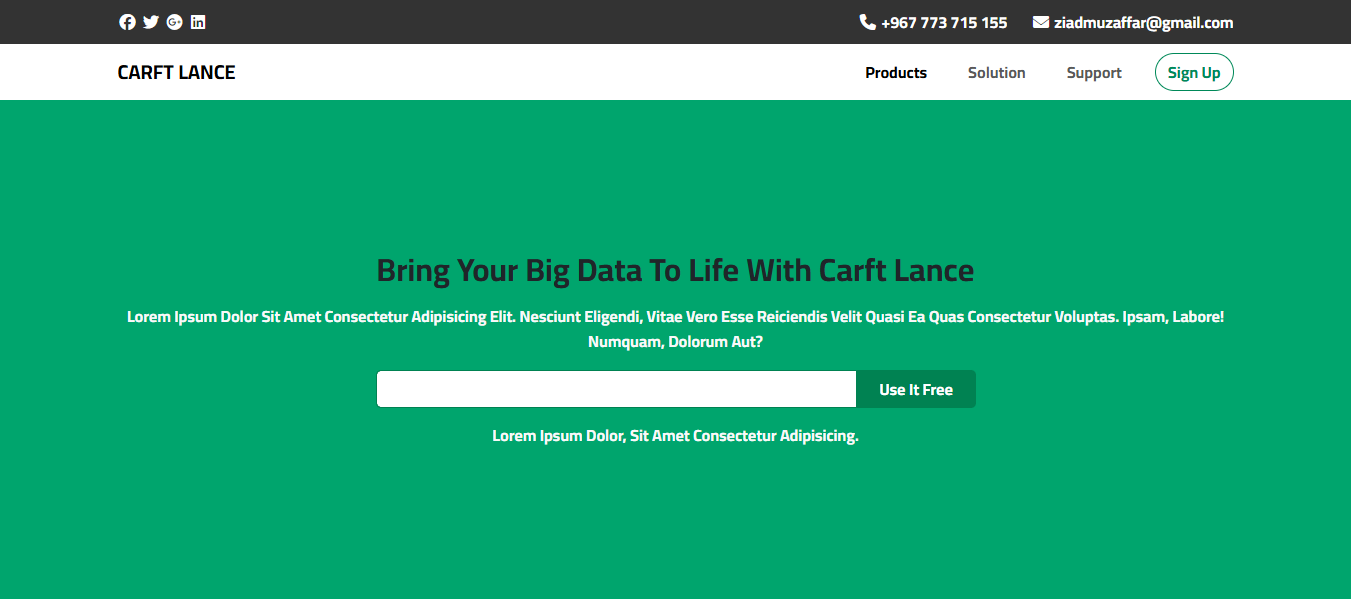 +967 773 715 155 ziadmuzaffar@gmail.com
CARFT LANCE Products Solution Support Sign Up
Bring Your Big Data To Life With Carft Lance
Lorem Ipsum Dolor Sit Amet Consectetur Adipisicing Elit. Nesciunt Eligendi, Vitae Vero Esse Reiciendis Velit Quasi Ea Quas Consectetur Voluptas. Ipsam, Labore!
Numquam, Dolorum Aut?
Use It Free
Lorem Ipsum Dolor, Sit Amet Consectetur Adipisicing.